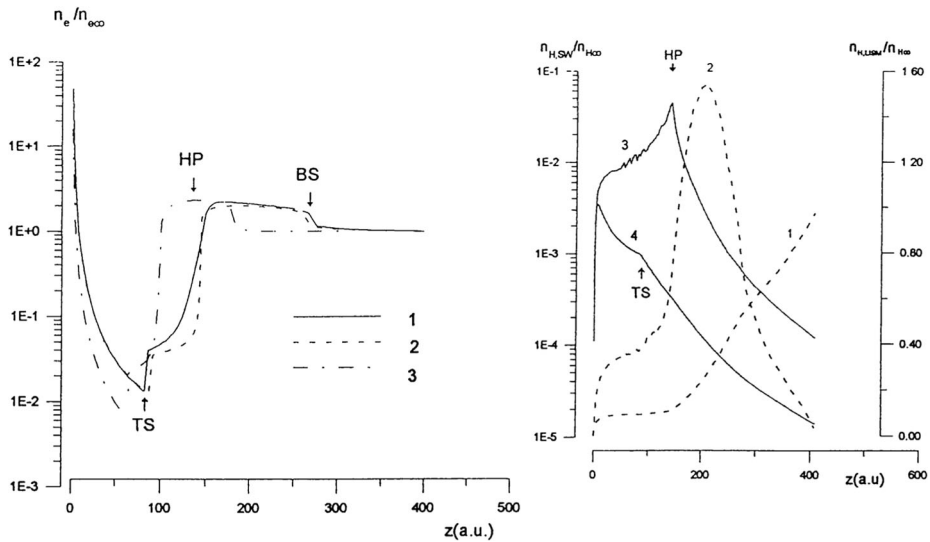 n_e / n_e∞
1E+2
1E+1
1E+0
1E-1
1E-2
1E-3
HP
BS
TS
1
2
3
0
100
200
300
400
500
z(a.u.)
n_H,SW / n_H∞
n_H,LISM / n_H∞
HP
1E-1
1E-2
1E-3
1E-4
1E-5
2
3
1
4
TS
1 60
1.20
0.80
0.40
0.00
0
200
400
600
z(a.u)